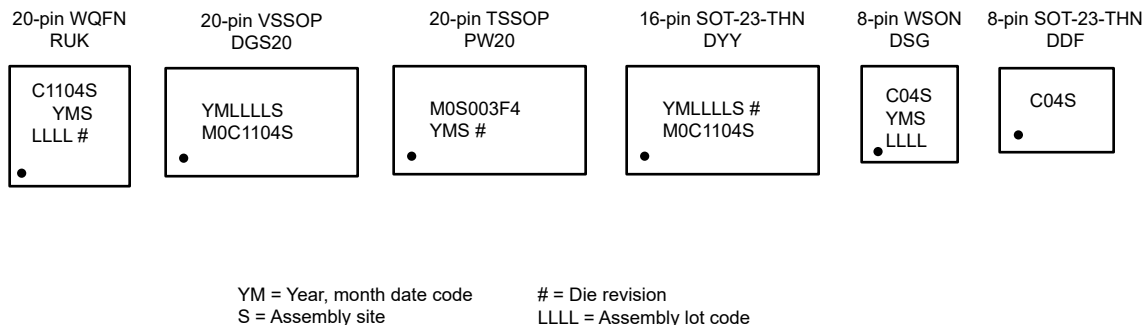 20-pin WQFN
RUK
20-pin VSSOP
DGS20
20-pin TSSOP
PW20
16-pin SOT-23-THN
DYY
8-pin WSON
DSG
8-pin SOT-23-THN
DDF
C1104S
YMS
LLLL #
YMLLLLS
M0C1104S
M0S003F4
YMS #
YMLLLLS #
M0C1104S
C04S
YMS
LLLL
C04S
YM = Year, month date code
S = Assembly site
# = Die revision
LLLL = Assembly lot code